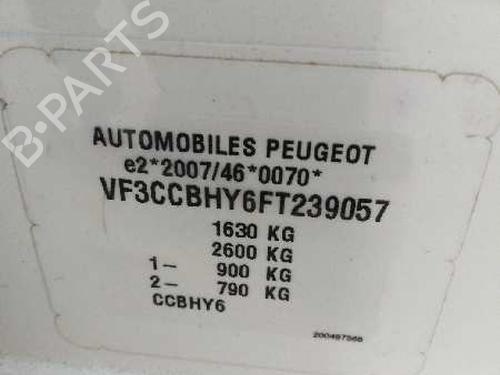 B-PARTS
AUTOMOBILES PEUGEOT
e2*2007/46*0070*
VF3CCBHY6FT239057
1630 KG
2600 KG
1- 900 KG
2- 790 KG
CCBHY6
200497566